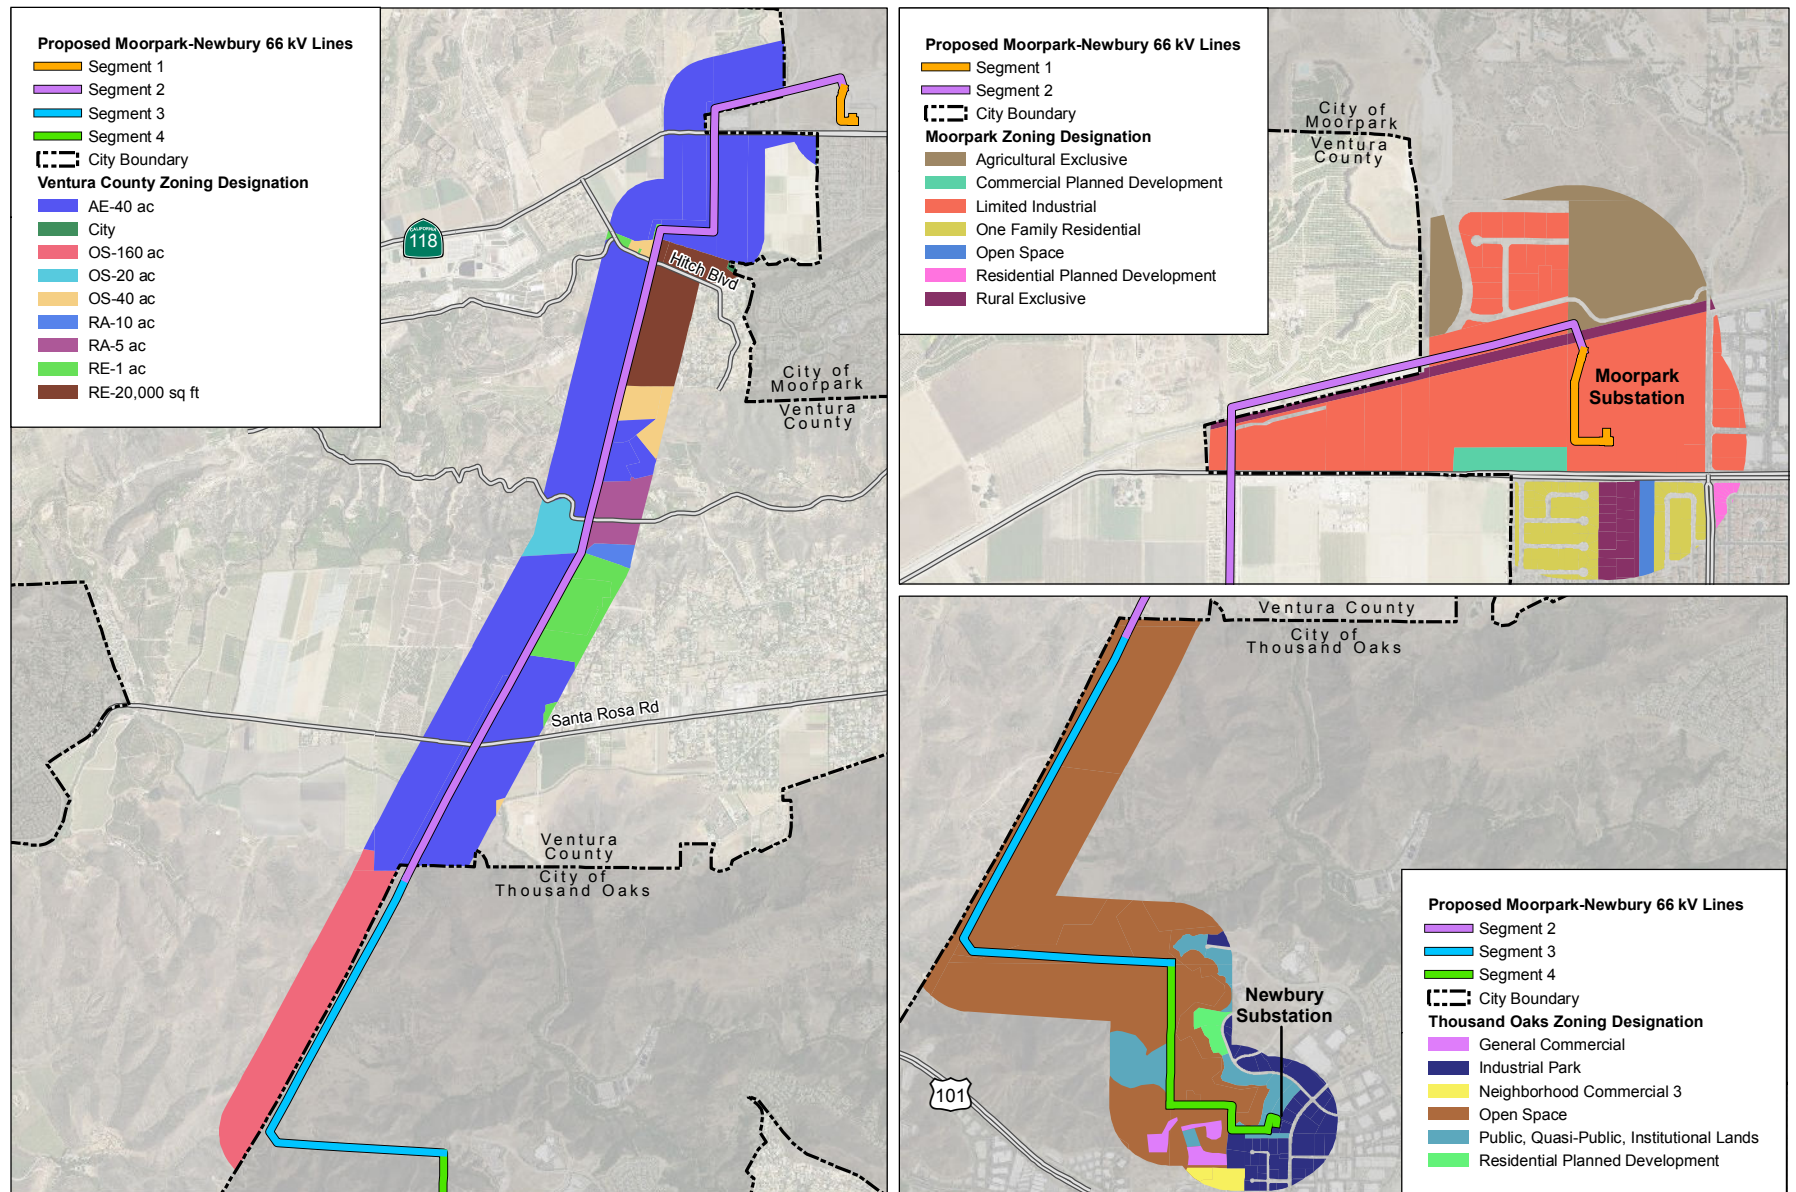 Proposed Moorpark-Newbury 66 kV Lines
Segment 1
Segment 2
Segment 3
Segment 4
City Boundary
Ventura County Zoning Designation
AE-40 ac
City
OS-160 ac
OS-20 ac
OS-40 ac
RA-10 ac
RA-5 ac
RE-1 ac
RE-20,000 sq ft
CALIFORNIA
118
Hitch Blvd
City of
Moorpark
Ventura
County
Santa Rosa Rd
Ventura
County
City of
Thousand Oaks
Proposed Moorpark-Newbury 66 kV Lines
Segment 1
Segment 2
City Boundary
Moorpark Zoning Designation
Agricultural Exclusive
Commercial Planned Development
Limited Industrial
One Family Residential
Open Space
Residential Planned Development
Rural Exclusive
City of
Moorpark
Ventura
County
Moorpark
Substation
Ventura County
City of
Thousand Oaks
Newbury
Substation
101
Proposed Moorpark-Newbury 66 kV Lines
Segment 2
Segment 3
Segment 4
City Boundary
Thousand Oaks Zoning Designation
General Commercial
Industrial Park
Neighborhood Commercial 3
Open Space
Public, Quasi-Public, Institutional Lands
Residential Planned Development